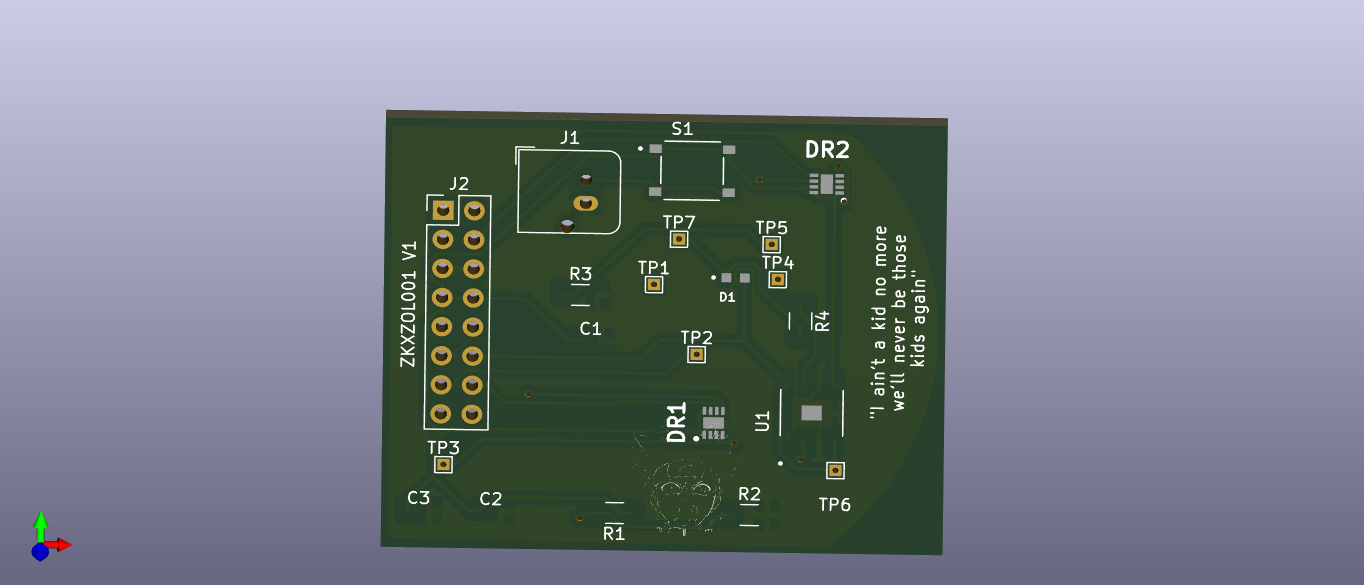 S1
J1
DR2
J2
TP7
TP5
TP4
R3
TP1
D1
ZKXZOL001 V1
C1
R4
TP2
"I ain't a kid no more
we'll never be those
kids again"
DR1
U1
TP3
C3
C2
R2
TP6
R1